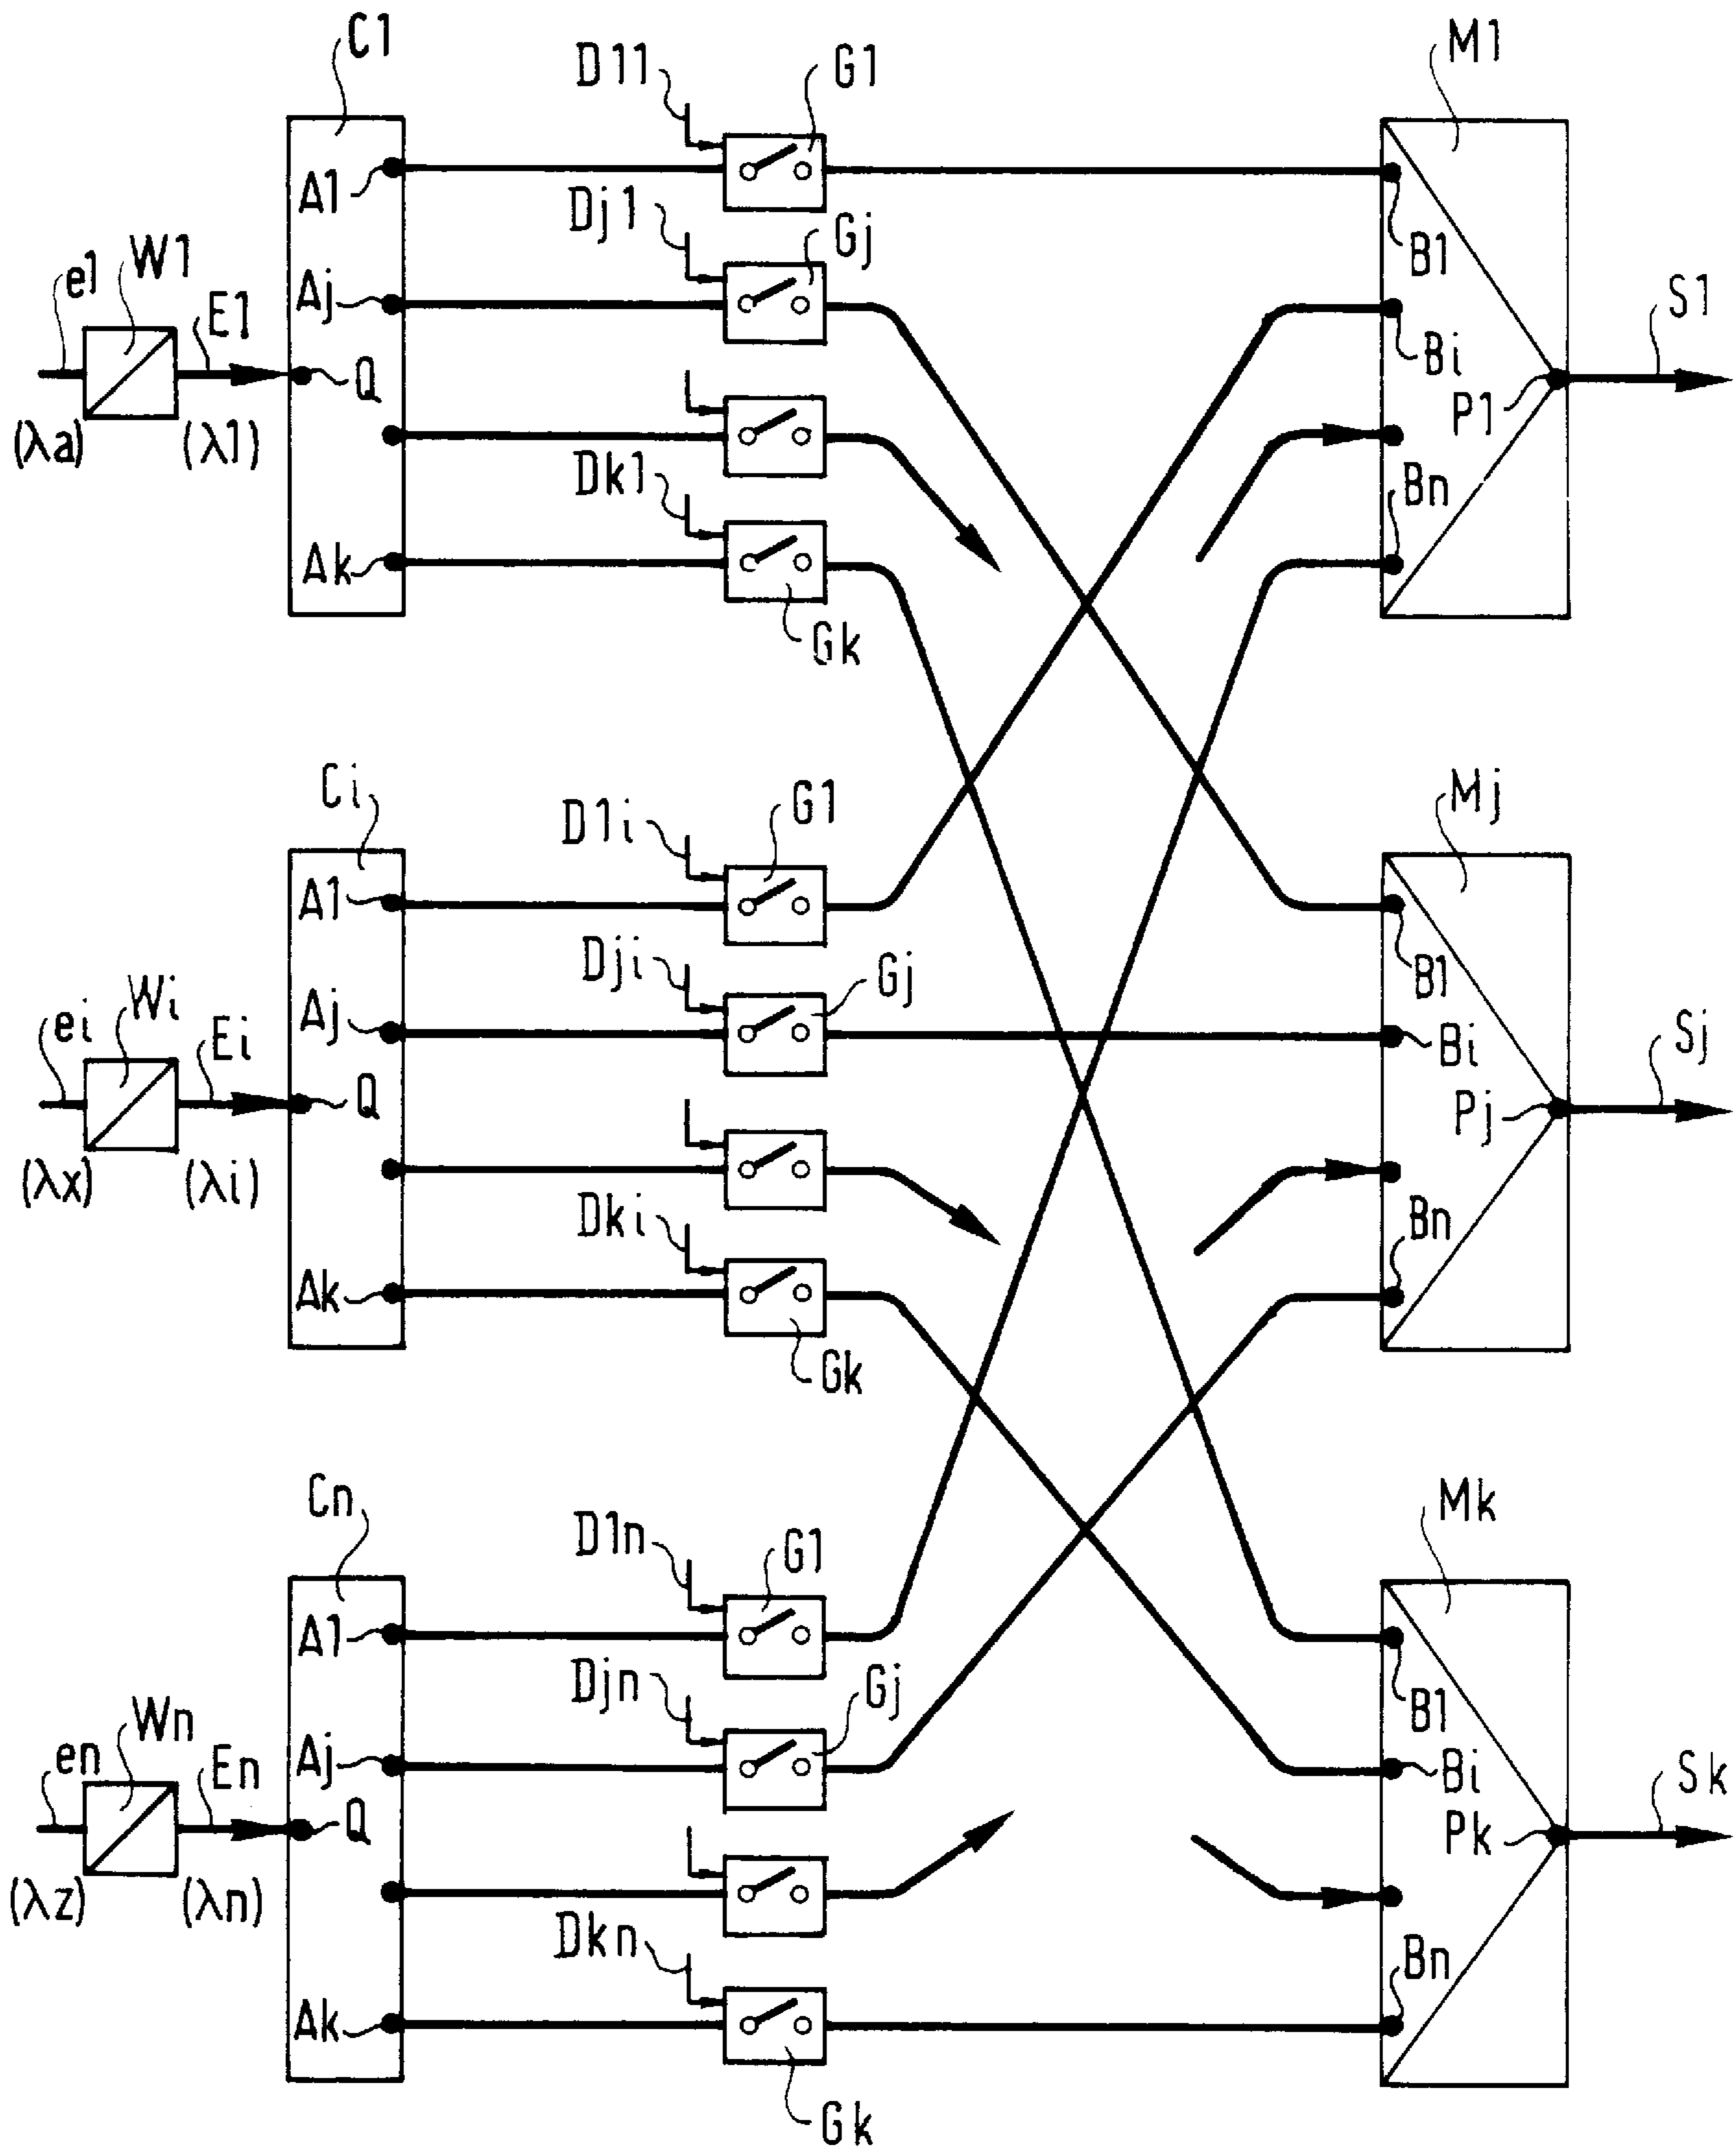 C1
D11
G1
M1
A1
Dj1
Gj
B1
e1
W1
E1
Aj
S1
Q
Bi
P1
(λa)
(λ1)
Dk1
Bn
Ak
Gk
Ci
D1i
G1
Mj
A1
Dji
Gj
B1
ei
Wi
Ei
Aj
Bi
Sj
Q
Pj
(λx)
(λi)
Dki
Bn
Ak
Gk
Cn
D1n
G1
Mk
A1
Djn
Gj
B1
en
Wn
En
Aj
Bi
Sk
Q
Pk
(λz)
(λn)
Dkn
Bn
Ak
Gk